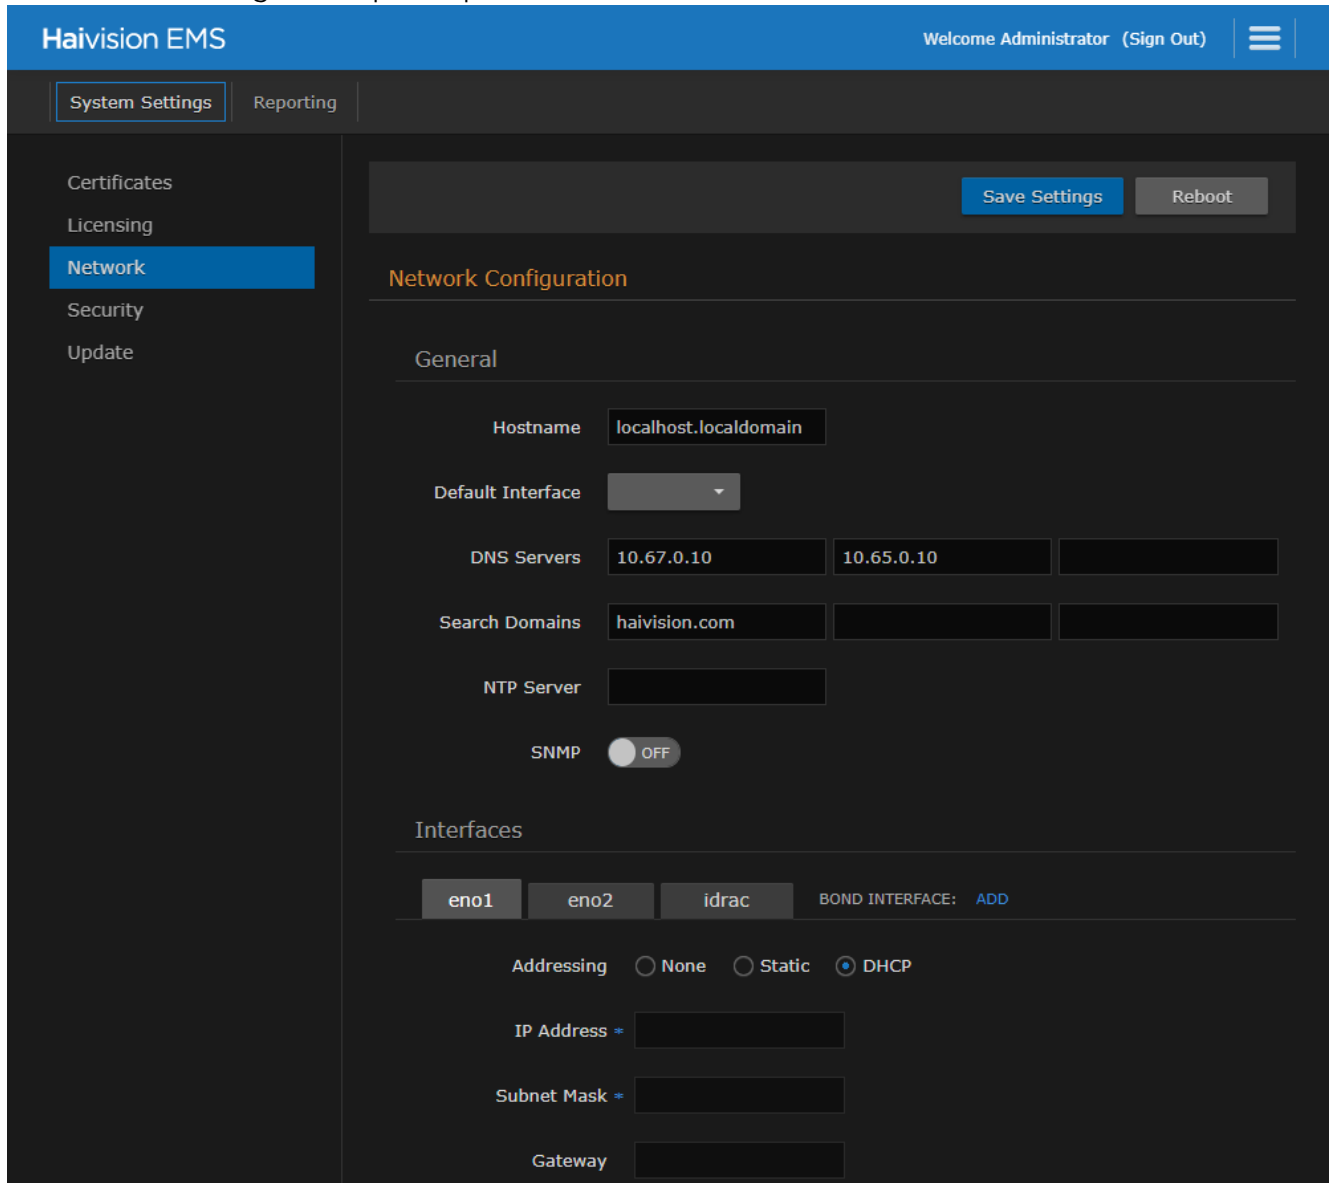 Haivision EMS
Welcome Administrator (Sign Out)
System Settings
Reporting
Certificates
Licensing
Network
Security
Update
Save Settings
Reboot
Network Configuration
General
Hostname localhost.localdomain
Default Interface
DNS Servers 10.67.0.10 10.65.0.10
Search Domains haivision.com
NTP Server
SNMP OFF
Interfaces
eno1 eno2 idrac BOND INTERFACE: ADD
Addressing None Static DHCP
IP Address *
Subnet Mask *
Gateway